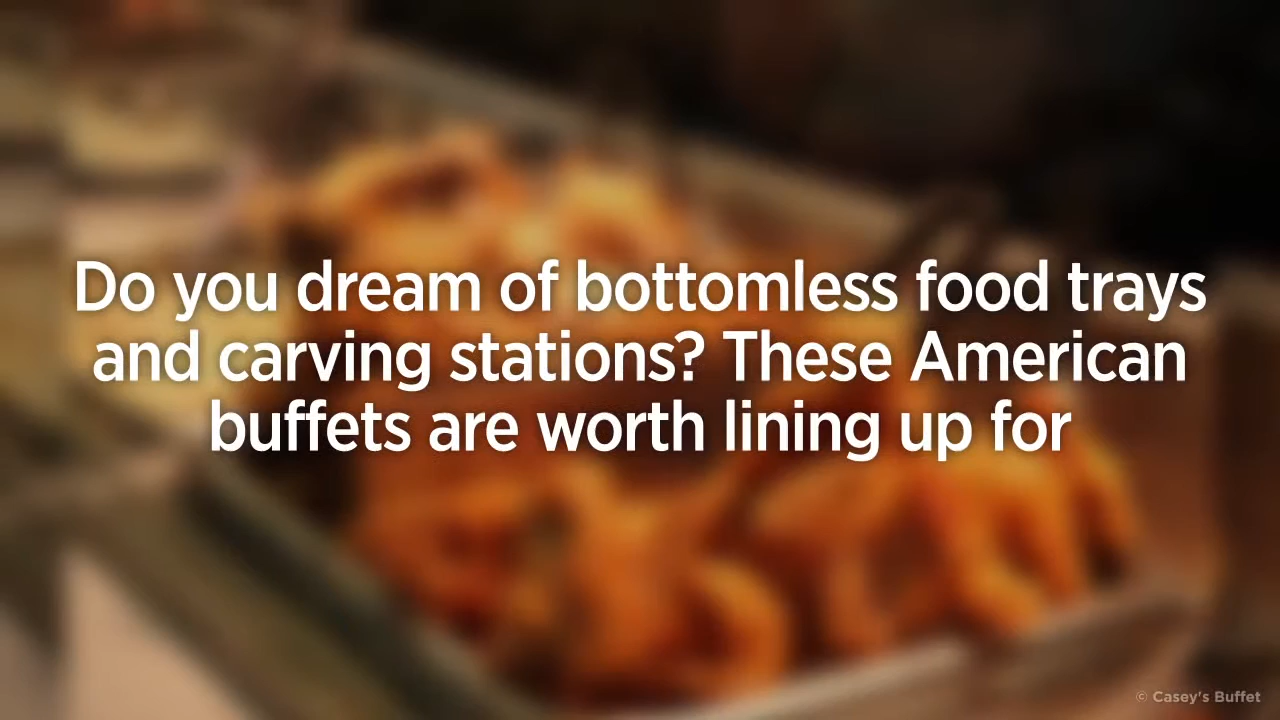 Do you dream of bottomless food trays
and carving stations? These American
buffets are worth lining up for
© Casey's Buffet